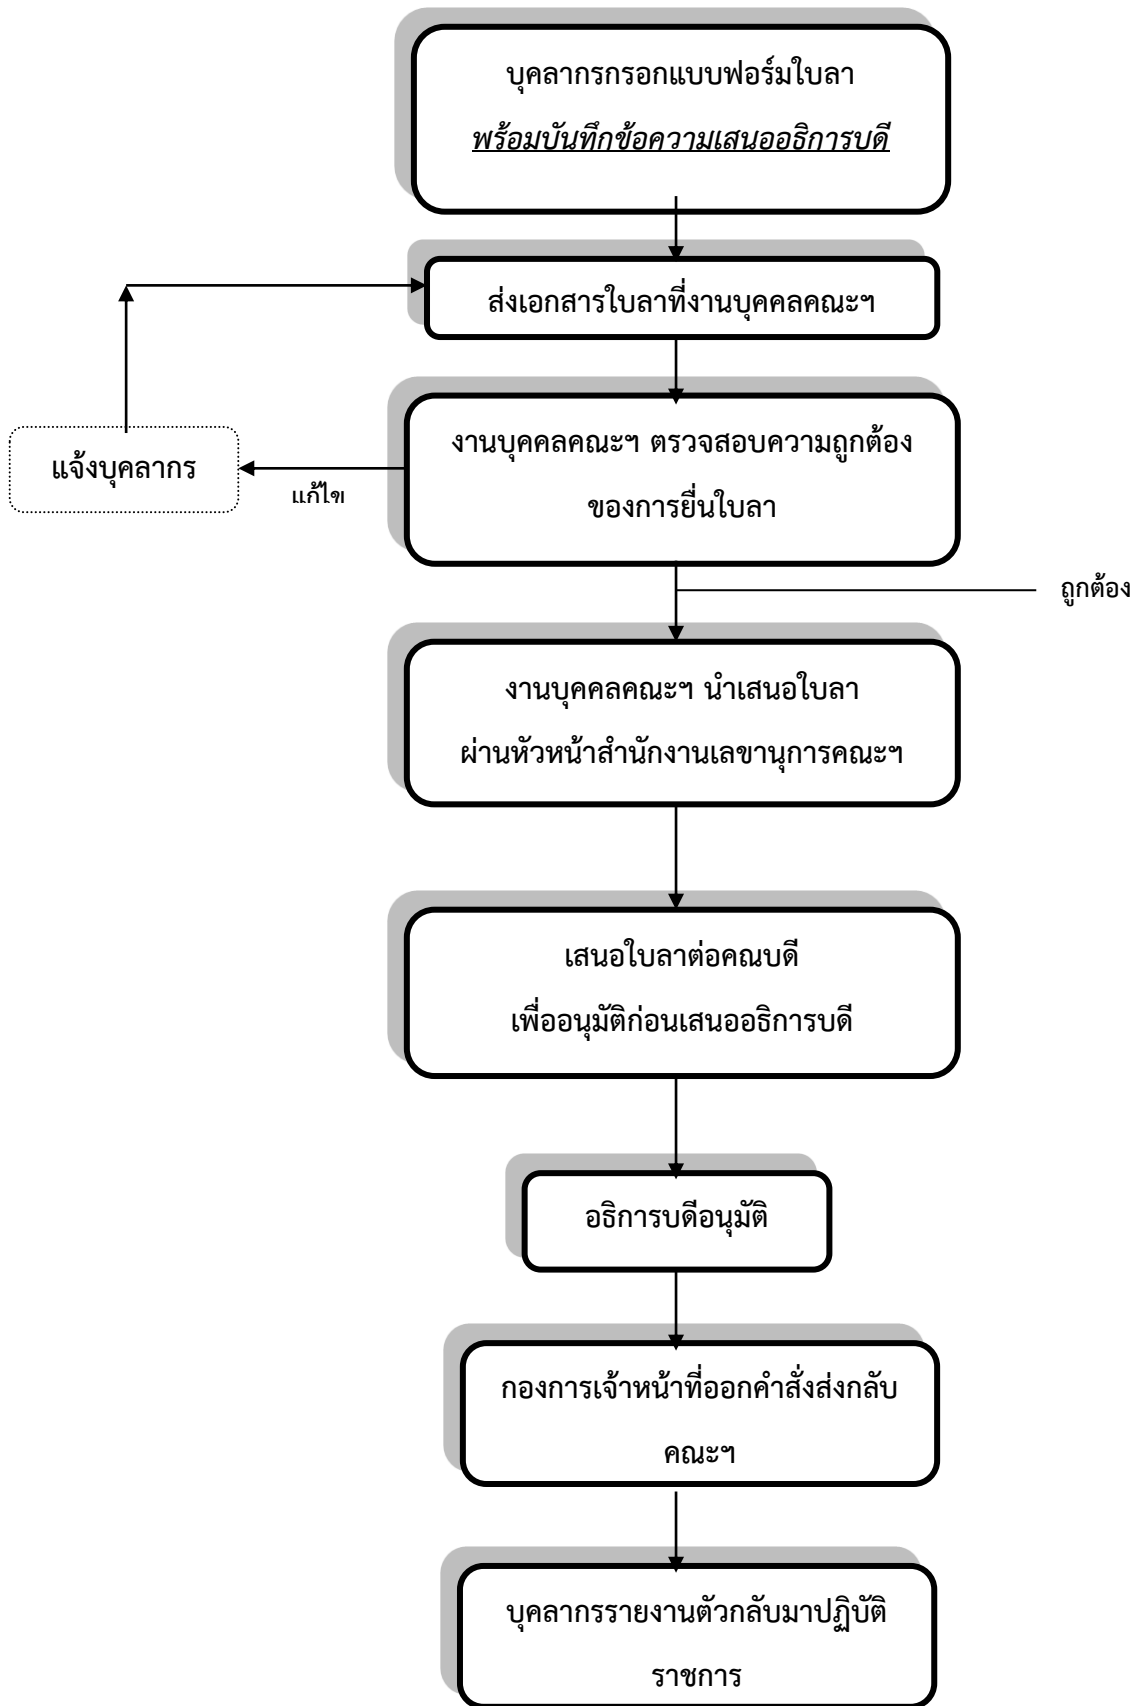 บุคลากรกรอกแบบฟอร์มใบลา
พร้อมบันทึกข้อความเสนออธิการบดี
ส่งเอกสารใบลาที่งานบุคคลคณะฯ
งานบุคคลคณะฯ ตรวจสอบความถูกต้อง
ของการยื่นใบลา
แจ้งบุคลากร
แก้ไข
ถูกต้อง
งานบุคคลคณะฯ นำเสนอใบลา
ผ่านหัวหน้าสำนักงานเลขานุการคณะฯ
เสนอใบลาต่อคณบดี
เพื่ออนุมัติก่อนเสนออธิการบดี
อธิการบดีอนุมัติ
กองการเจ้าหน้าที่ออกคำสั่งส่งกลับ
คณะฯ
บุคลากรรายงานตัวกลับมาปฏิบัติ
ราชการ